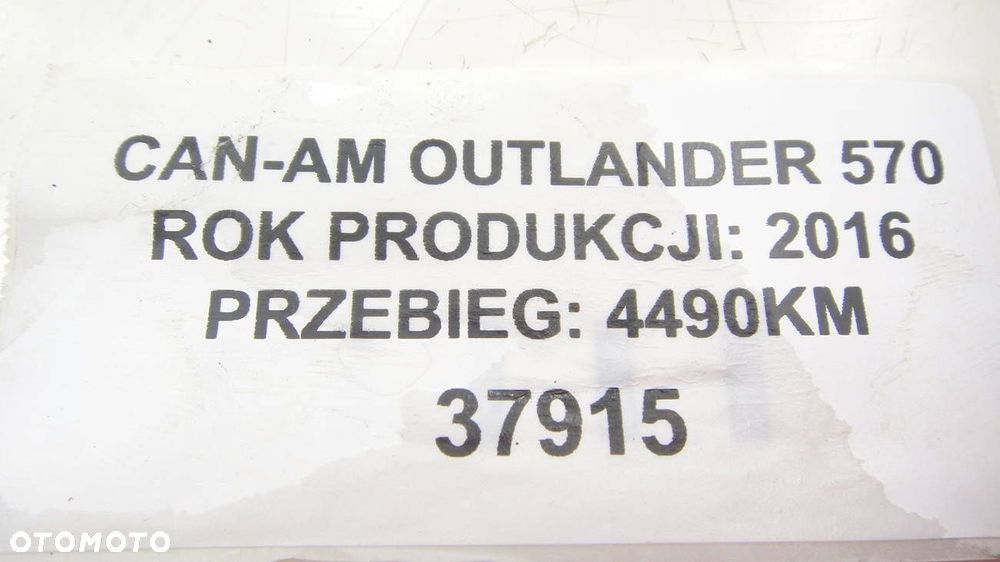 CAN-AM OUTLANDER 570
ROK PRODUKCJI: 2016
PRZEBIEG: 4490KM
37915
OTOMOTO